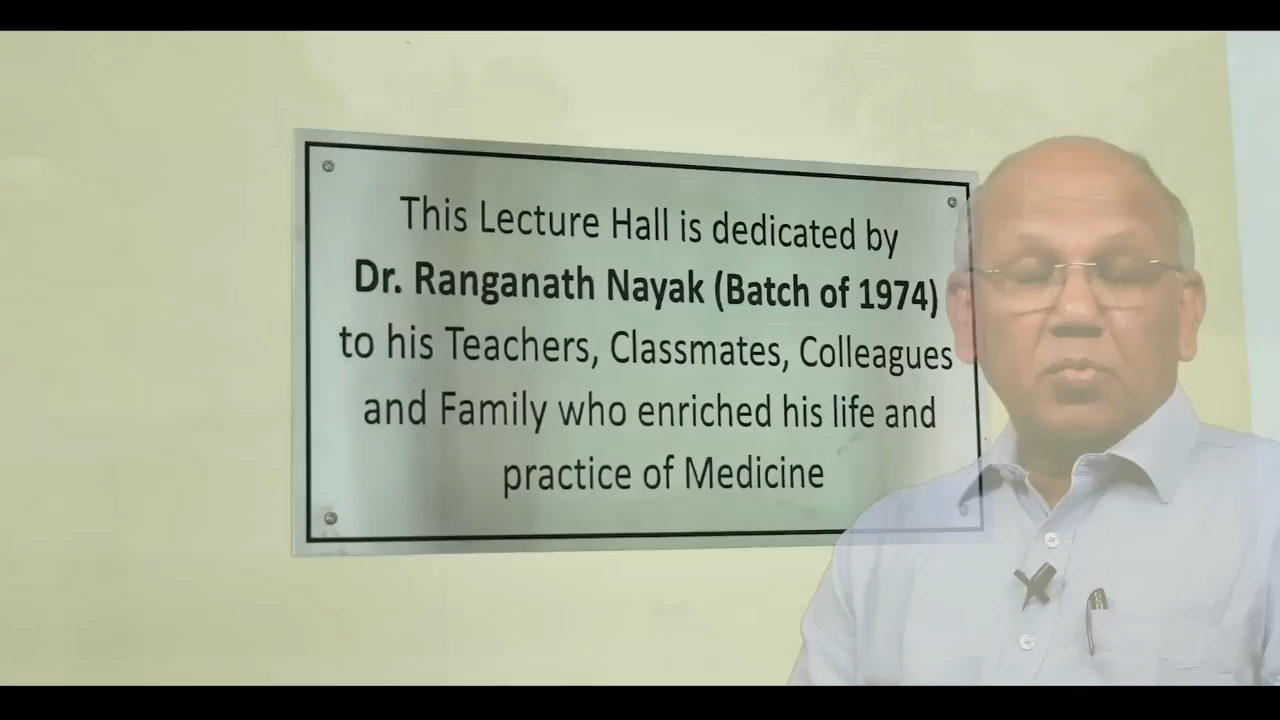 This Lecture Hall is dedicated by
Dr. Ranganath Nayak (Batch of 1974)
to his Teachers, Classmates, Colleagues
and Family who enriched his life and
practice of Medicine